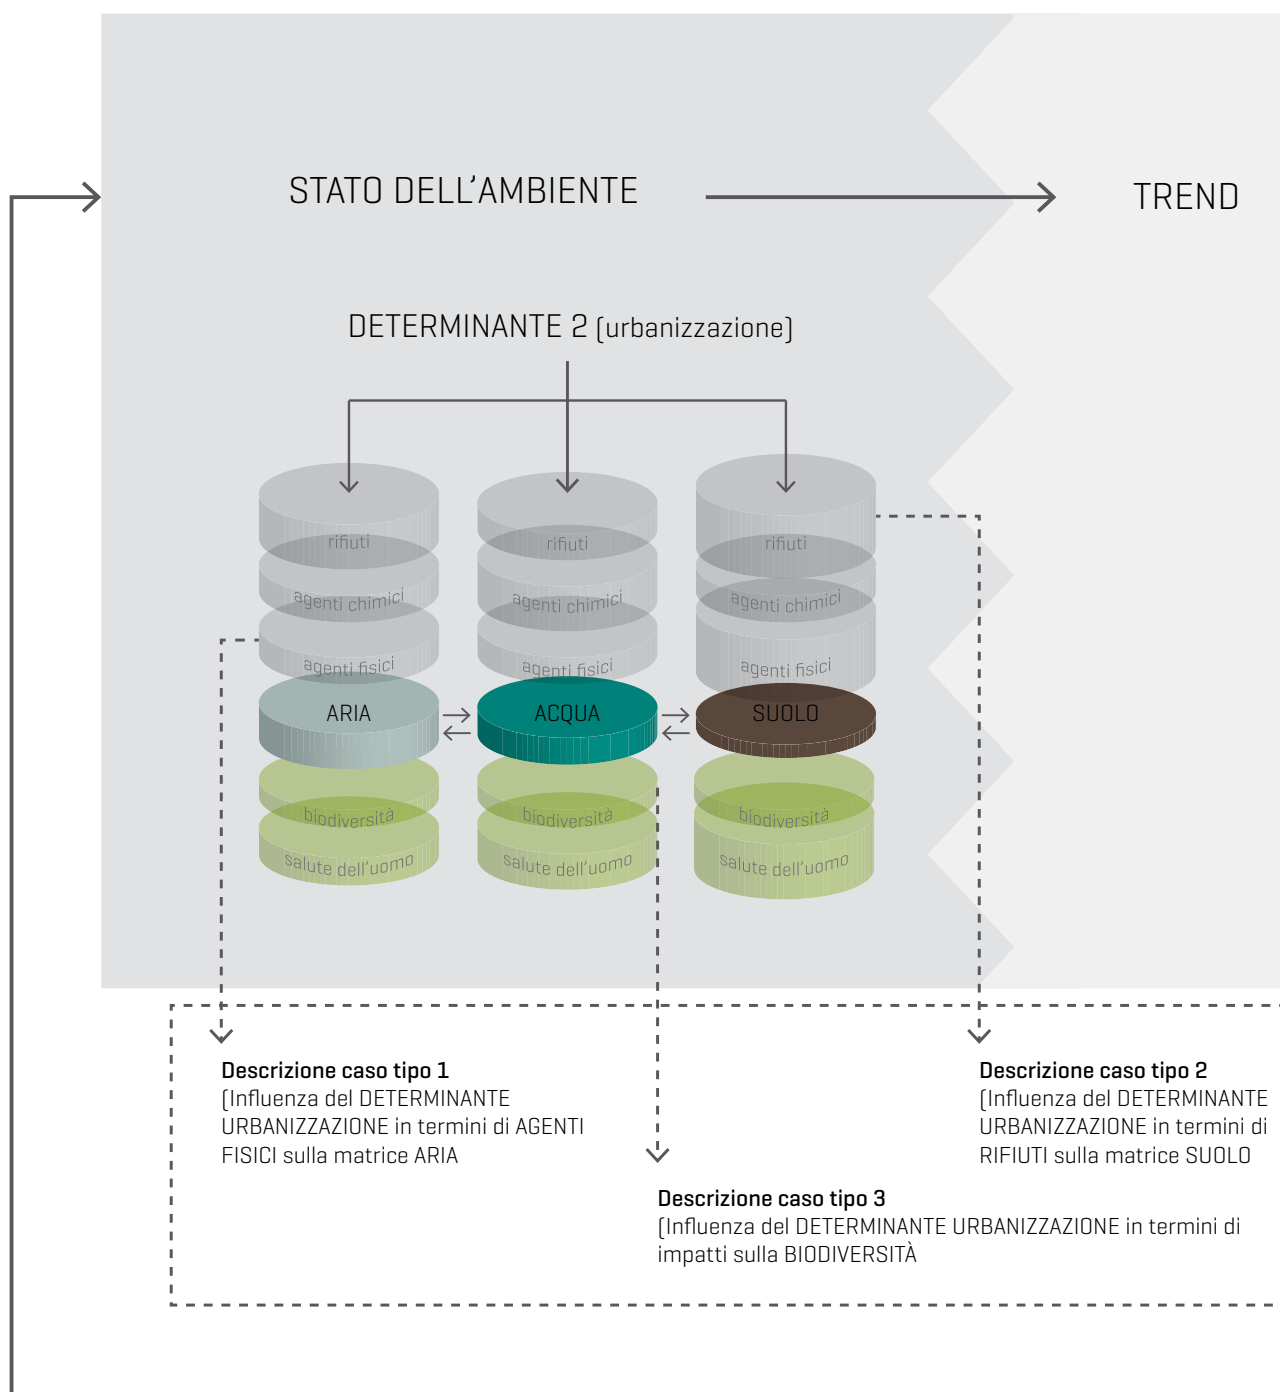 STATO DELL'AMBIENTE
TREND
DETERMINANTE 2 (urbanizzazione)
rifiuti
rifiuti
rifiuti
agenti chimici
agenti chimici
agenti chimici
agenti fisici
agenti fisici
agenti fisici
ARIA
ACQUA
SUOLO
biodiversità
biodiversità
biodiversità
salute dell'uomo
salute dell'uomo
salute dell'uomo
Descrizione caso tipo 1
(Influenza del DETERMINANTE
URBANIZZAZIONE in termini di AGENTI
FISICI sulla matrice ARIA
Descrizione caso tipo 2
(Influenza del DETERMINANTE
URBANIZZAZIONE in termini di
RIFIUTI sulla matrice SUOLO
Descrizione caso tipo 3
(Influenza del DETERMINANTE URBANIZZAZIONE in termini di
impatti sulla BIODIVERSITÀ